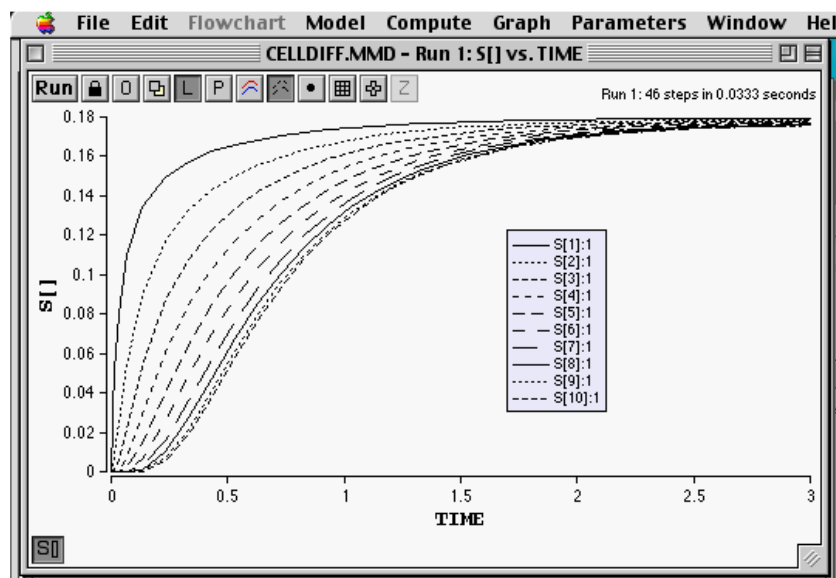 File Edit Flowchart Model Compute Graph Parameters Window Hel
CELLDIFF.MMD - Run 1: S[] vs. TIME
Run O L P Z
Run 1: 46 steps in 0.0333 seconds
0.18
0.16
0.14
0.12
0.1
0.08
0.06
0.04
0.02
0
S[]
S[1]:1
S[2]:1
S[3]:1
S[4]:1
S[5]:1
S[6]:1
S[7]:1
S[8]:1
S[9]:1
S[10]:1
0 0.5 1 1.5 2 2.5 3
TIME
S[]